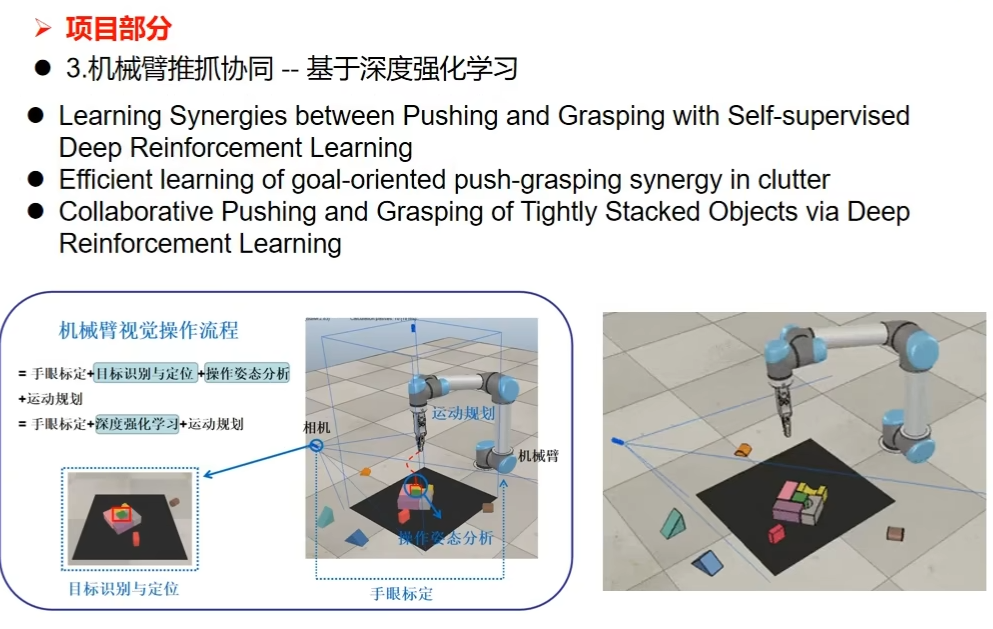 ➢ 项目部分
● 3.机械臂推抓协同 -- 基于深度强化学习
● Learning Synergies between Pushing and Grasping with Self-supervised
Deep Reinforcement Learning
● Efficient learning of goal-oriented push-grasping synergy in clutter
● Collaborative Pushing and Grasping of Tightly Stacked Objects via Deep
Reinforcement Learning
机械臂视觉操作流程
= 手眼标定+目标识别与定位+操作姿态分析
+运动规划
= 手眼标定+深度强化学习+运动规划
相机
运动规划
机械臂
操作姿态分析
目标识别与定位
手眼标定